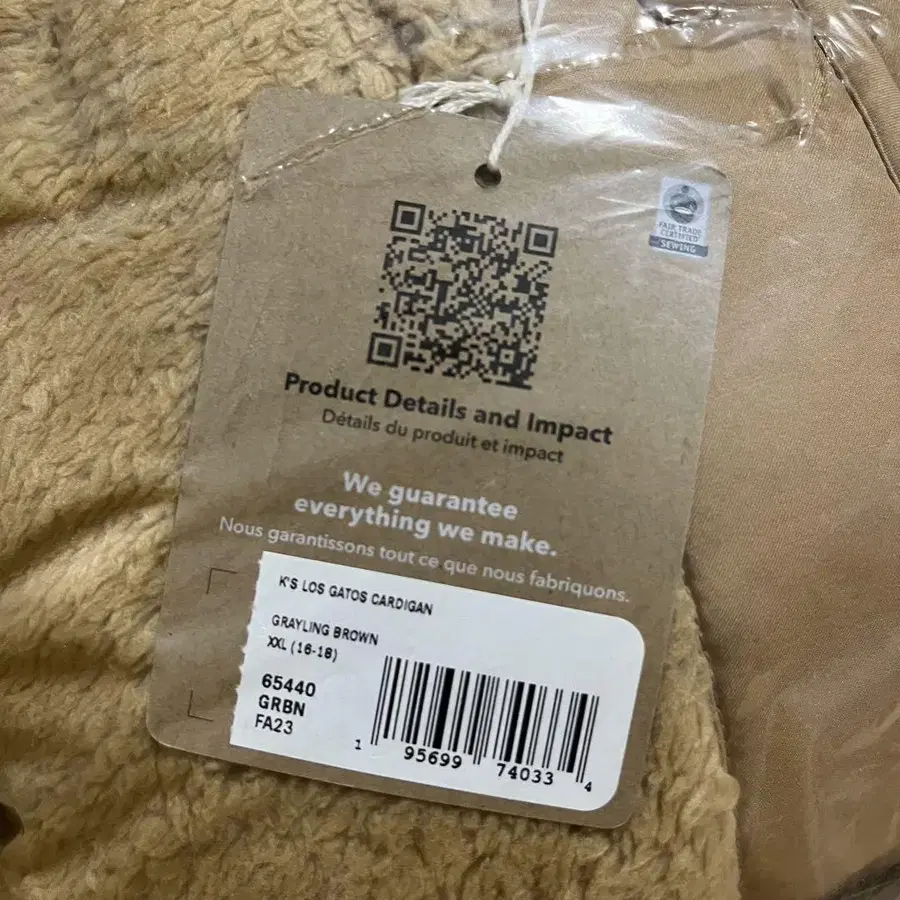 FAIR TRADE
CERTIFIED
SEWING
Product Details and Impact
Détails du produit et impact
We guarantee
everything we make.
Nous garantissons tout ce que nous fabriquons.
K'S LOS GATOS CARDIGAN
GRAYLING BROWN
XXL (16-18)
65440
GRBN
FA23
1 95699 74033 4